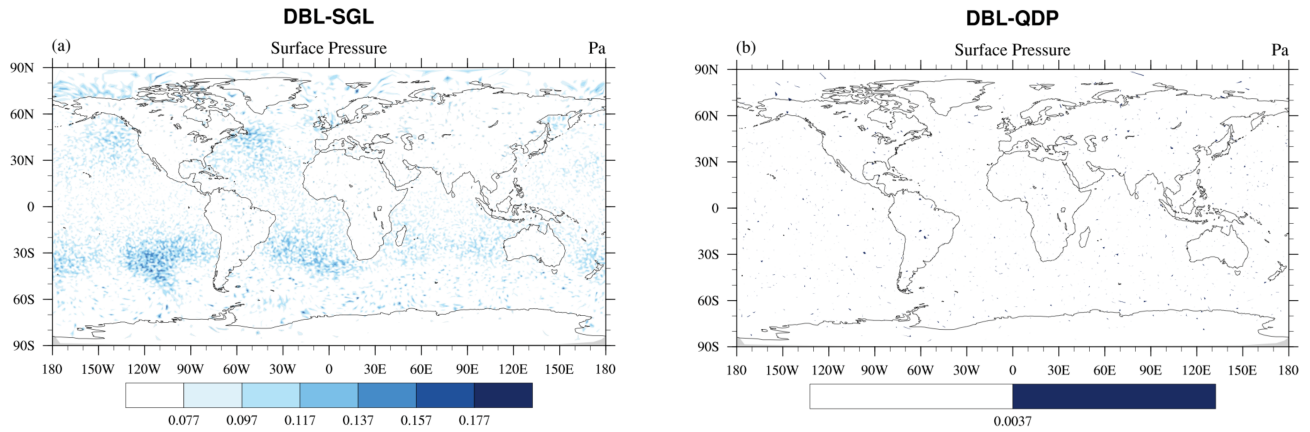 DBL-SGL
(a) Surface Pressure Pa
90N
60N
30N
0
30S
60S
90S
180 150W 120W 90W 60W 30W 0 30E 60E 90E 120E 150E 180
0.077 0.097 0.117 0.137 0.157 0.177
DBL-QDP
(b) Surface Pressure Pa
90N
60N
30N
0
30S
60S
90S
180 150W 120W 90W 60W 30W 0 30E 60E 90E 120E 150E 180
0.0037